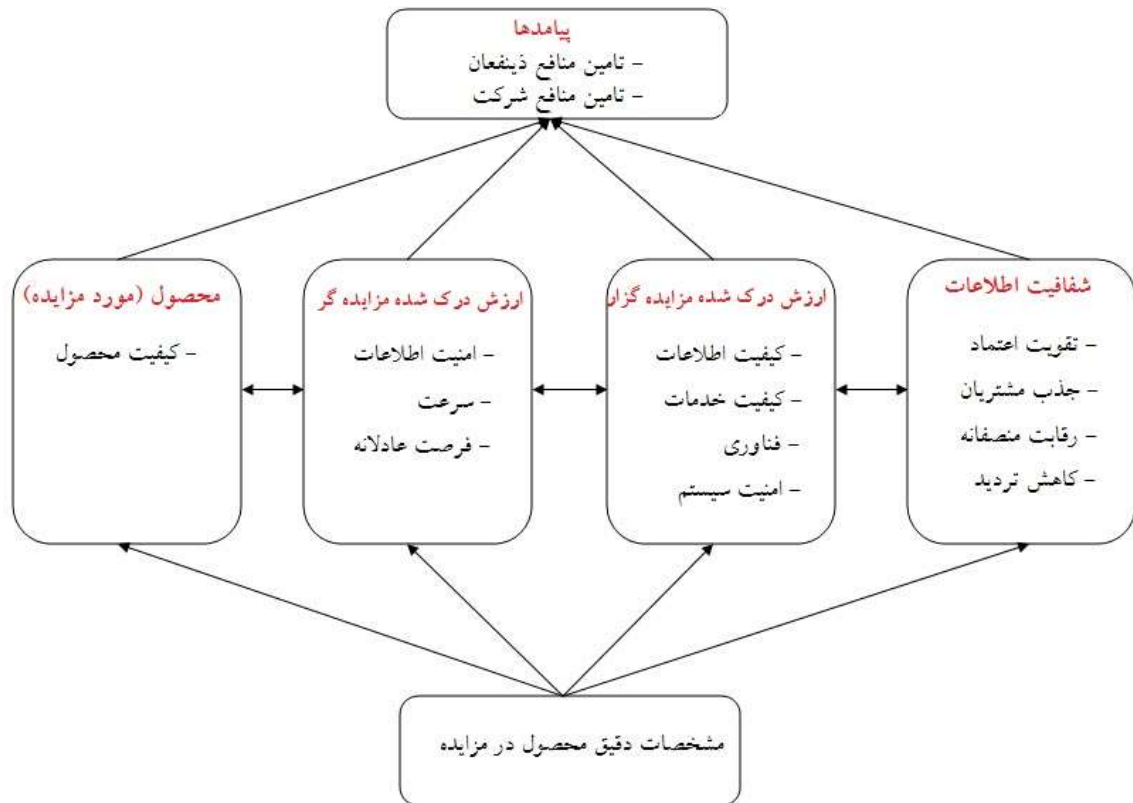 پیامدها
- تامین منافع ذینفعان
- تامین منافع شرکت
شفافیت اطلاعات
- تقویت اعتماد
- جذب مشتریان
- رقابت منصفانه
- کاهش تردید
ارزش درک شده مزایده گزار
- کیفیت اطلاعات
- کیفیت خدمات
- فناوری
- امنیت سیستم
ارزش درک شده مزایده گر
- امنیت اطلاعات
- سرعت
- فرصت عادلانه
محصول (مورد مزایده)
- کیفیت محصول
مشخصات دقیق محصول در مزایده